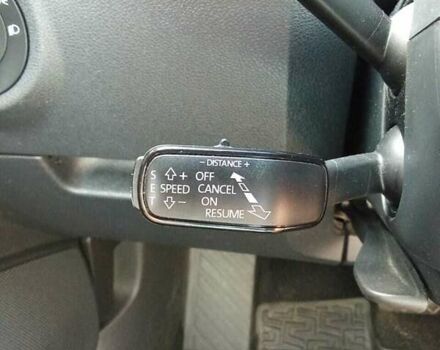 - DISTANCE +
S + OFF
E SPEED CANCEL
T - ON
RESUME